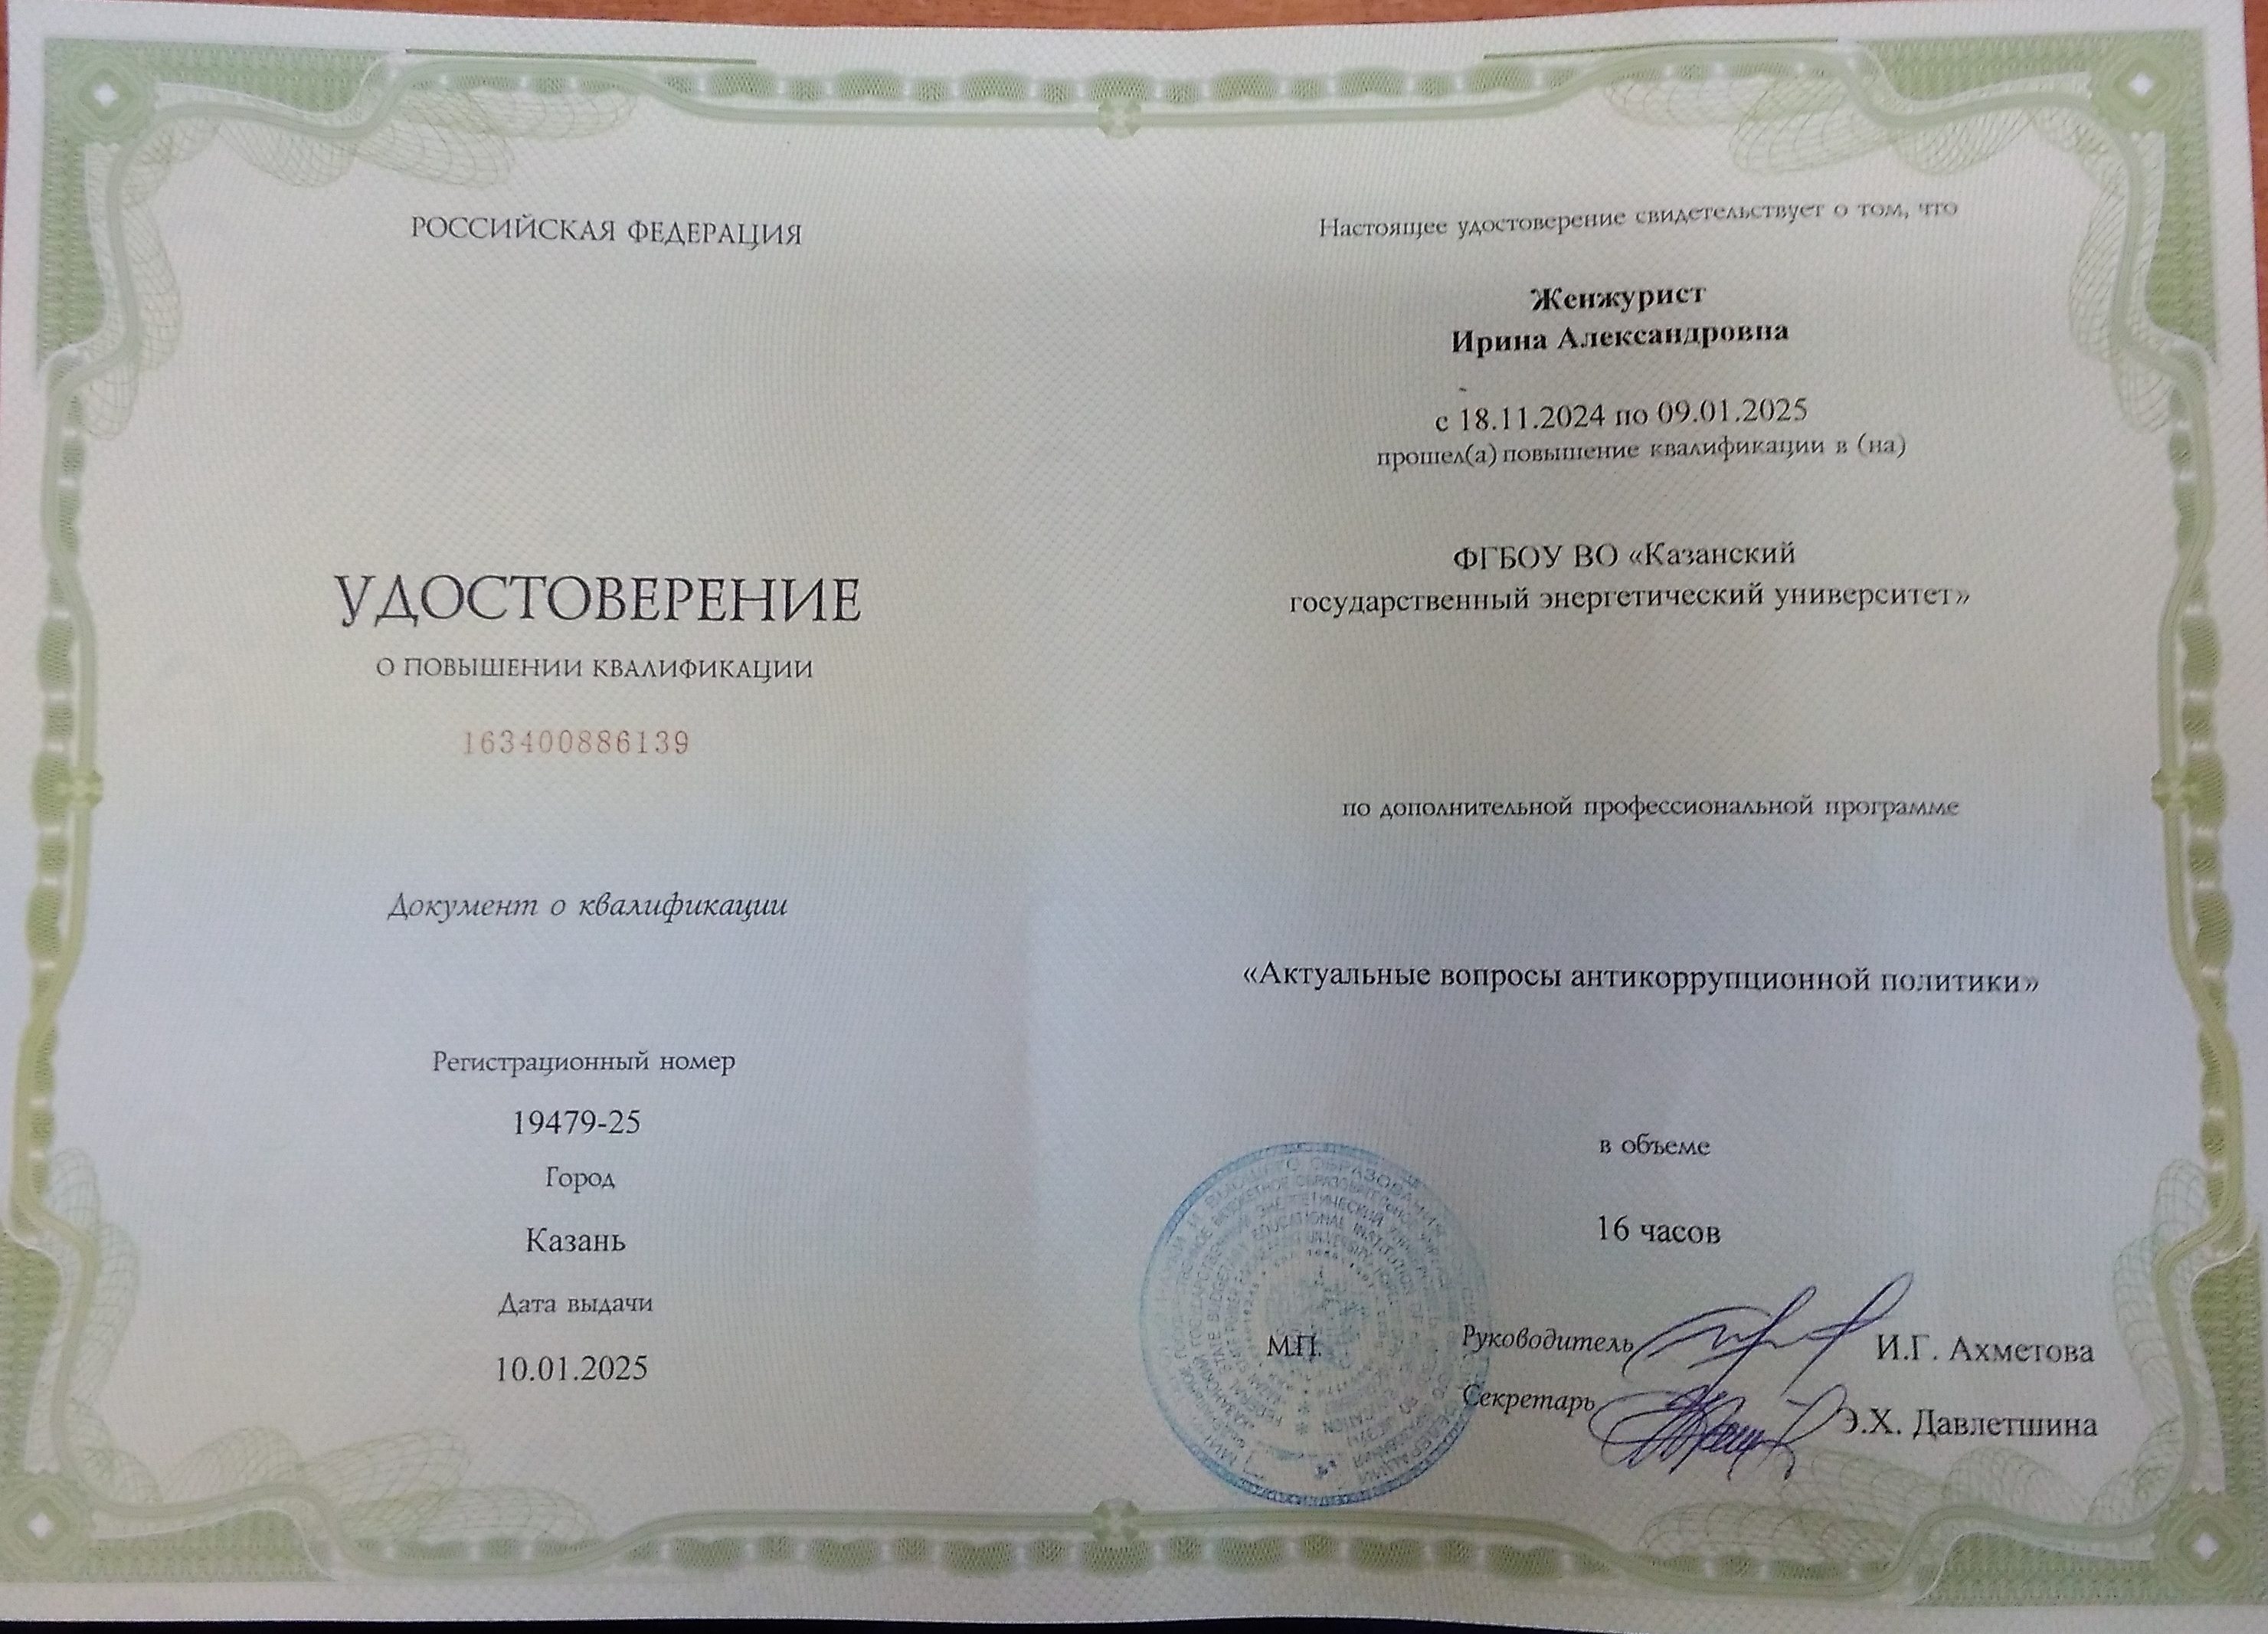 РОССИЙСКАЯ ФЕДЕРАЦИЯ
УДОСТОВЕРЕНИЕ
О ПОВЫШЕНИИ КВАЛИФИКАЦИИ
163400886139
Документ о квалификации
Регистрационный номер
19479-25
Город
Казань
Дата выдачи
10.01.2025
Настоящее удостоверение свидетельствует о том, что
Женжурист
Ирина Александровна
с 18.11.2024 по 09.01.2025
прошел(а) повышение квалификации в (на)
ФГБОУ ВО «Казанский
государственный энергетический университет»
по дополнительной профессиональной программе
«Актуальные вопросы антикоррупционной политики»
в объеме
16 часов
М.П.
Руководитель И.Г. Ахметова
Секретарь Э.Х. Давлетшина